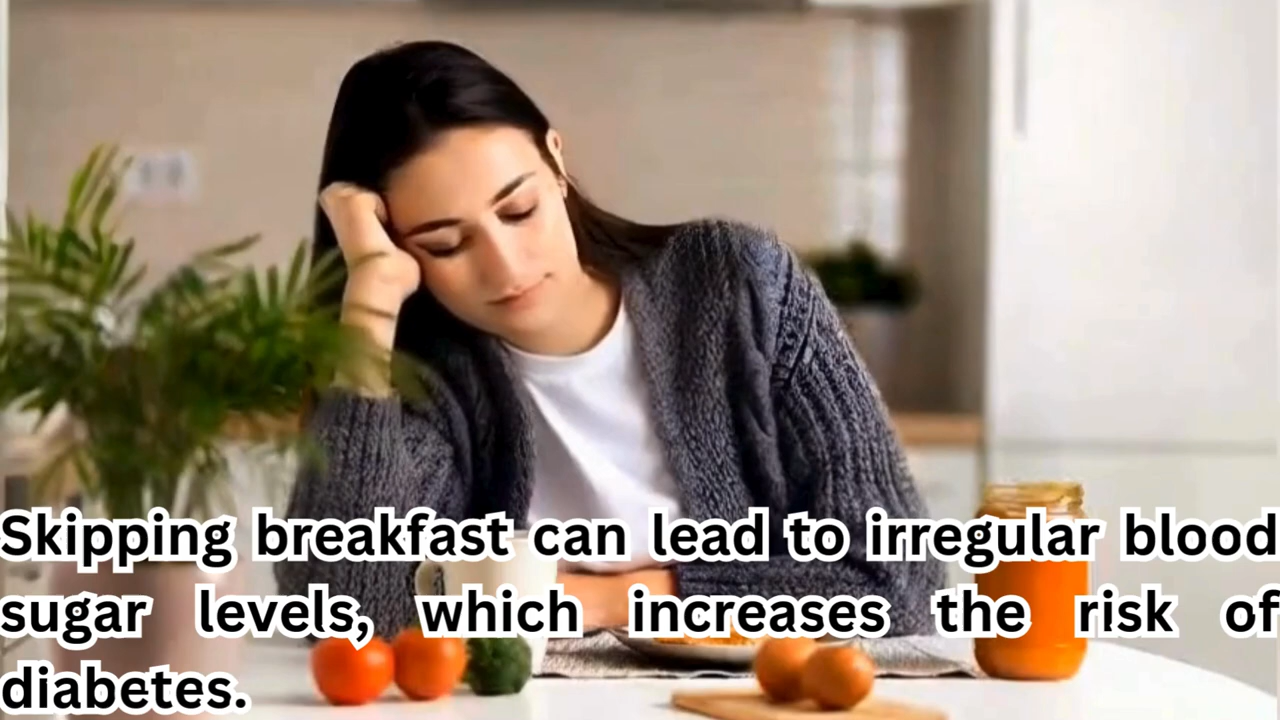 Skipping breakfast can lead to irregular blood
sugar levels, which increases the risk of
diabetes.